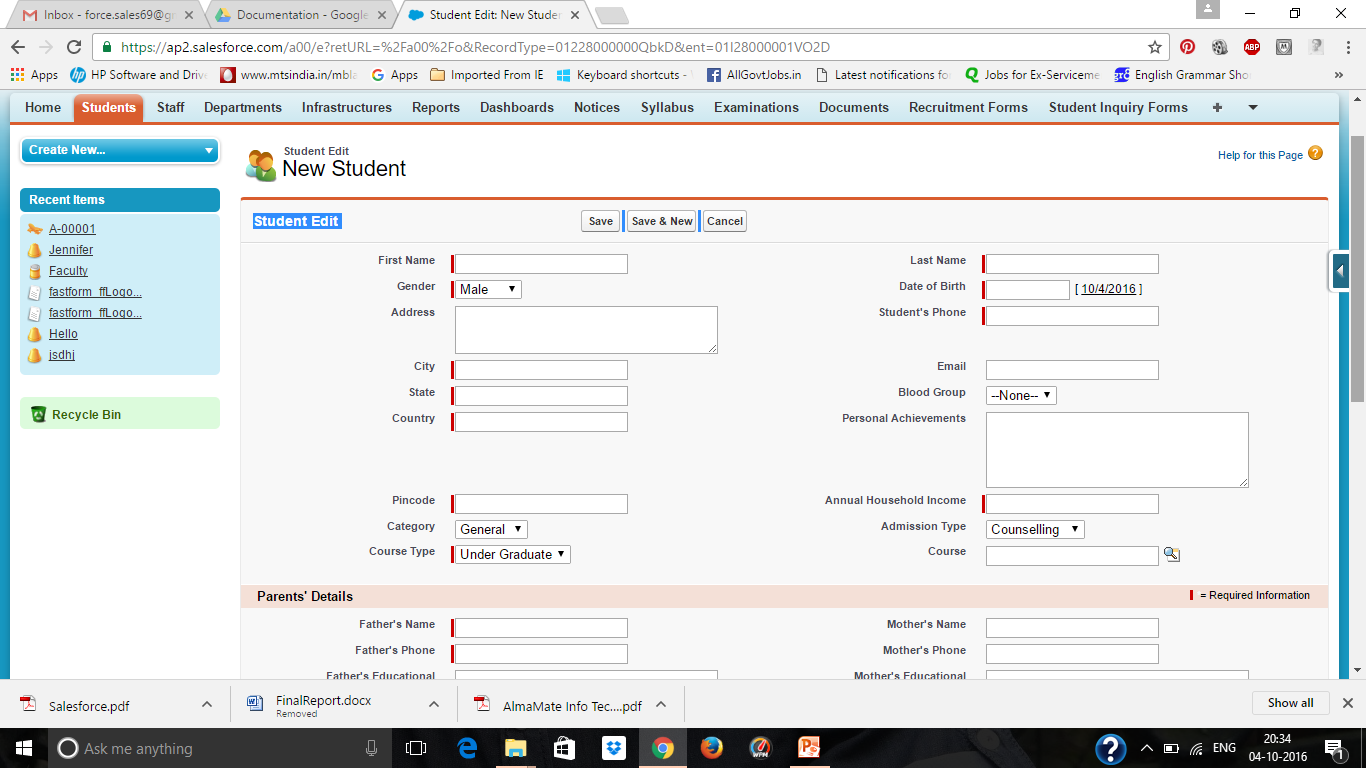 Inbox - force.sales69@g
Documentation - Google
Student Edit: New Studen
https://ap2.salesforce.com/a00/e?retURL=%2Fa00%2Fo&RecordType=01228000000QbkD&ent=01I28000001VO2D
Apps HP Software and Drive www.mtsindia.in/mbla Apps Imported From IE Keyboard shortcuts - AllGovtJobs.in Latest notifications fo Jobs for Ex-Serviceme English Grammar Sho »
Home Students Staff Departments Infrastructures Reports Dashboards Notices Syllabus Examinations Documents Recruitment Forms Student Inquiry Forms +
Create New...
Recent Items
A-00001
Jennifer
Faculty
fastform_ffLogo...
fastform_ffLogo...
Hello
jsdhj
Recycle Bin
Student Edit
New Student
Help for this Page ?
Student Edit
Save Save & New Cancel
First Name
Last Name
Gender Male
Date of Birth [ 10/4/2016 ]
Address
Student's Phone
City
Email
State
Blood Group --None--
Country
Personal Achievements
Pincode
Annual Household Income
Category General
Admission Type Counselling
Course Type Under Graduate
Course
Parents' Details
= Required Information
Father's Name
Mother's Name
Father's Phone
Mother's Phone
Father's Educational
Mother's Educational
Salesforce.pdf
FinalReport.docx
Removed
AlmaMate Info Tec....pdf
Show all
Ask me anything
ENG
20:34
04-10-2016
1